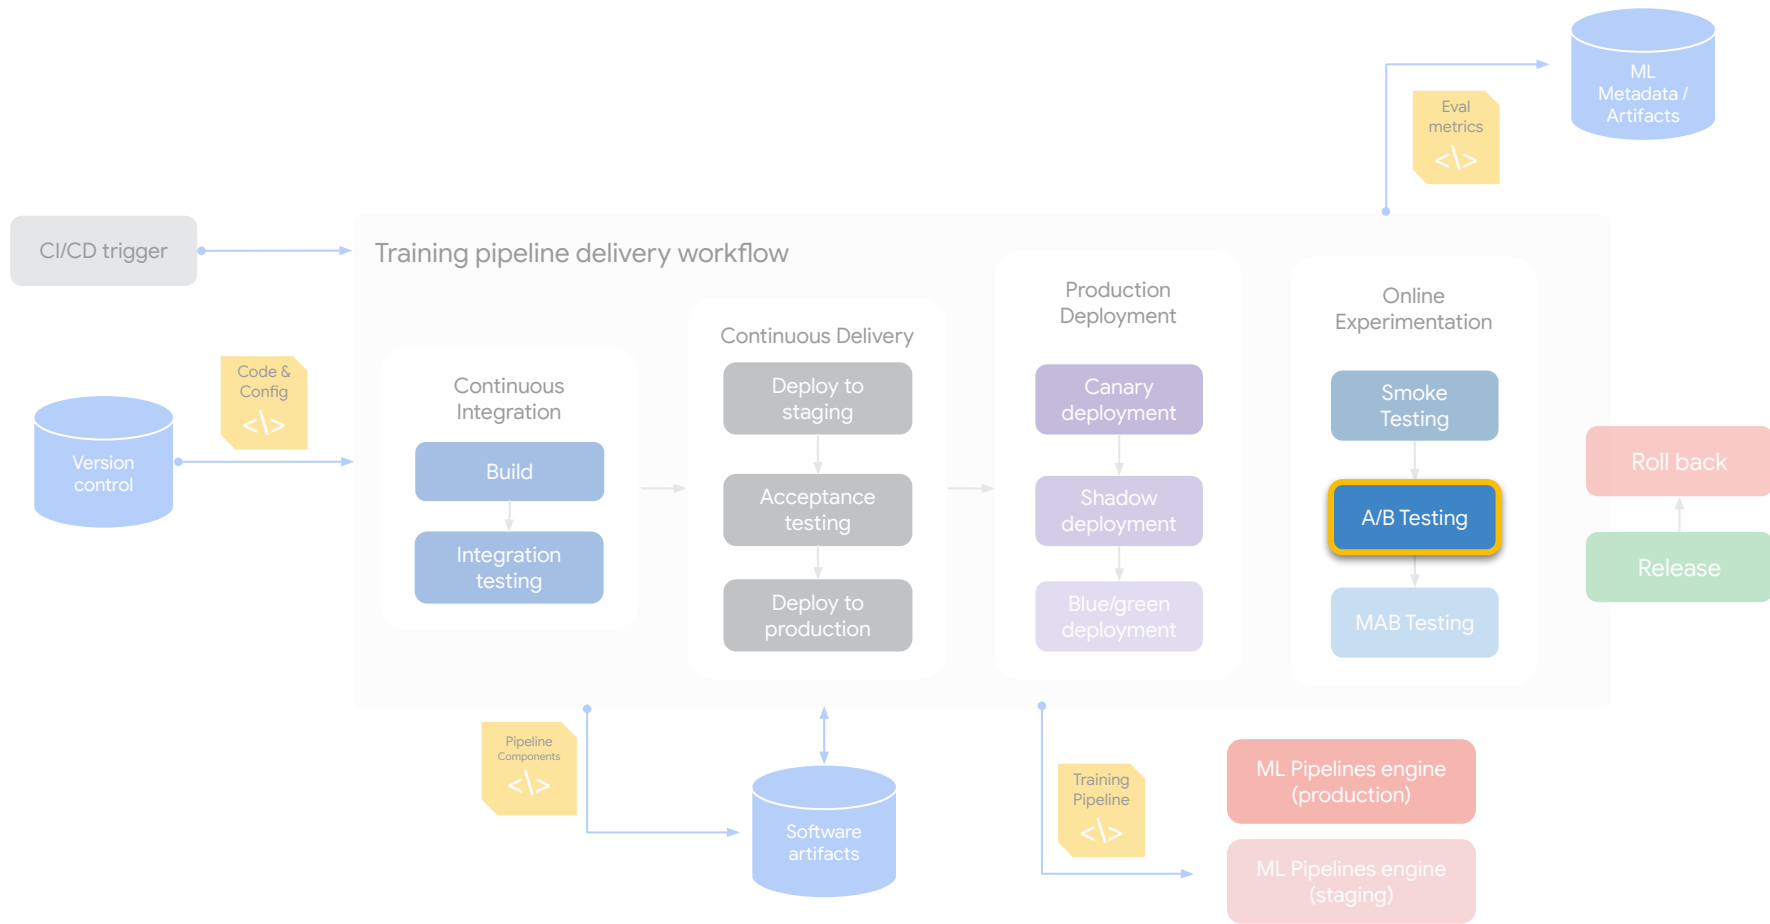 ML
Metadata /
Artifacts
Eval
metrics
</>
CI/CD trigger
Training pipeline delivery workflow
Code &
Config
</>
Version
control
Continuous
Integration
Build
Integration
testing
Continuous Delivery
Deploy to
staging
Acceptance
testing
Deploy to
production
Production
Deployment
Canary
deployment
Shadow
deployment
Blue/green
deployment
Online
Experimentation
Smoke
Testing
A/B Testing
MAB Testing
Roll back
Release
Pipeline
Components
</>
Software
artifacts
Training
Pipeline
</>
ML Pipelines engine
(production)
ML Pipelines engine
(staging)